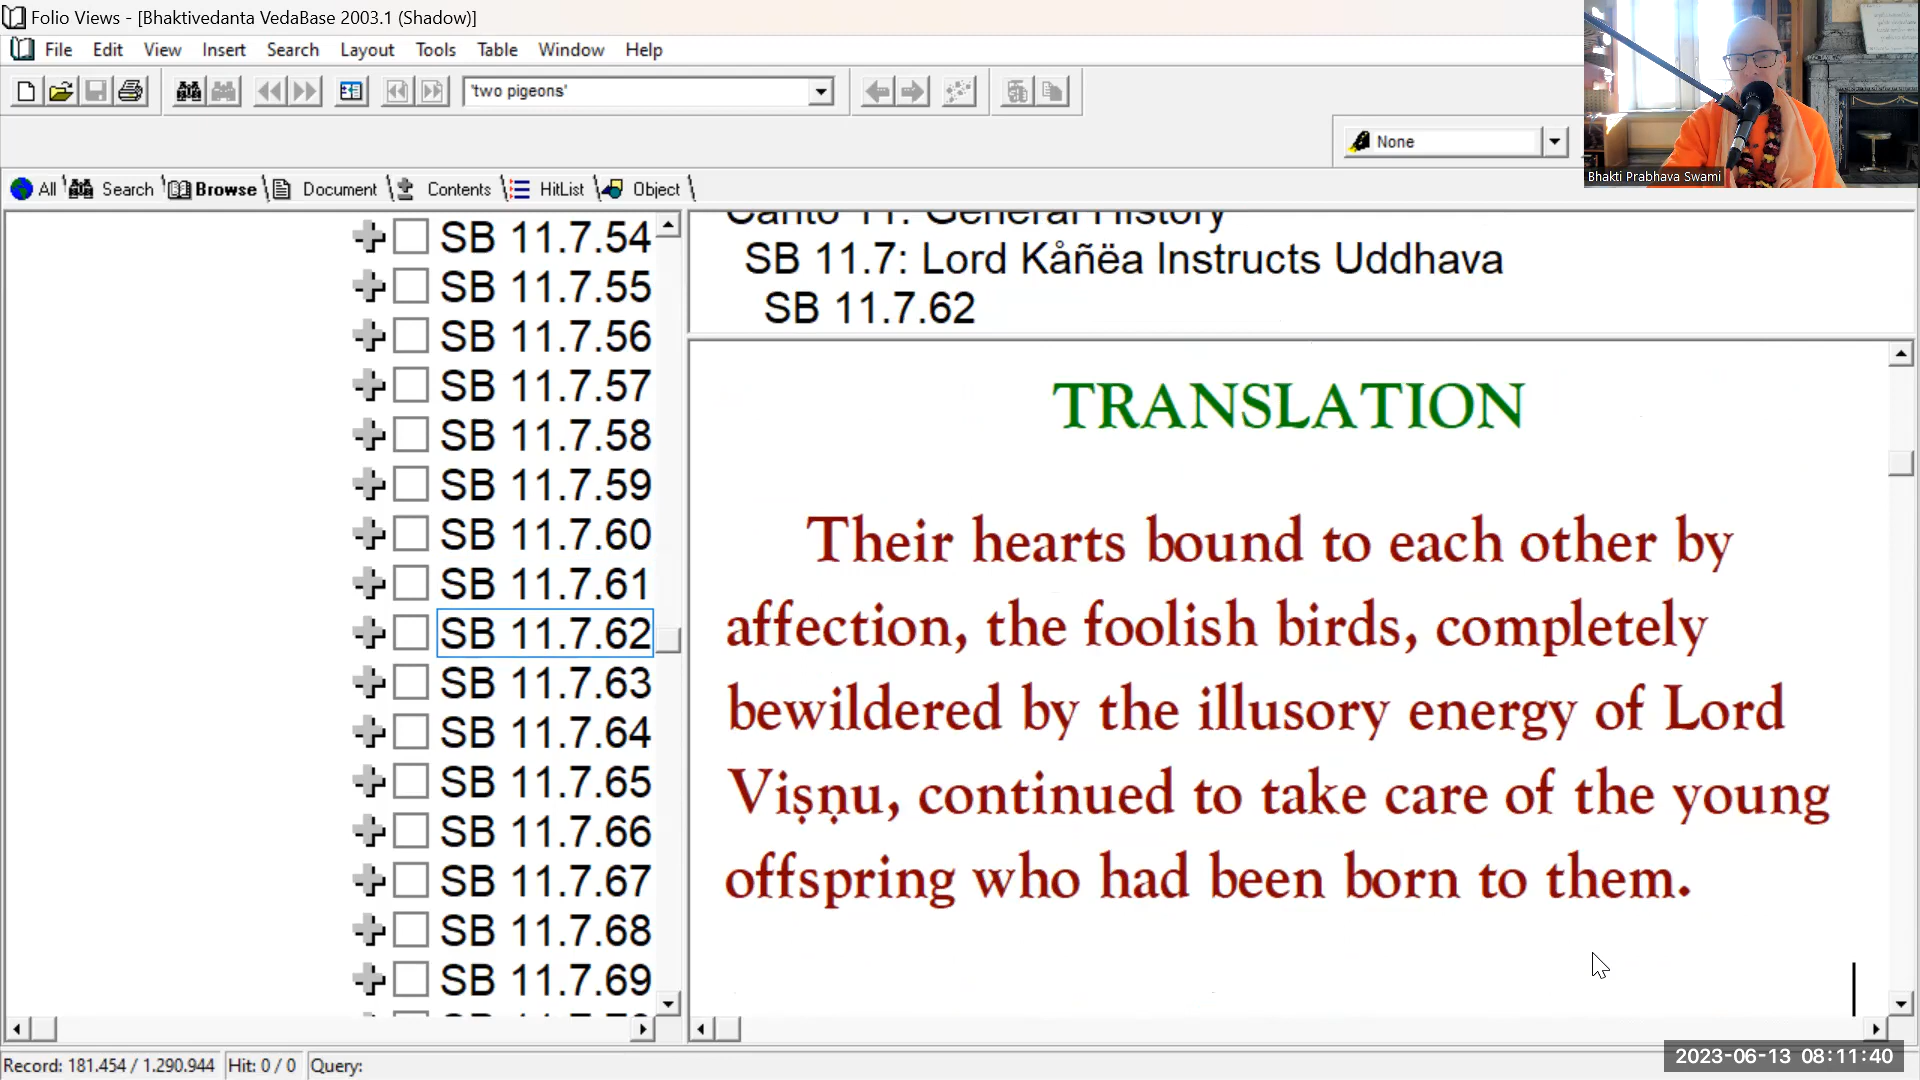 Folio Views - [Bhaktivedanta VedaBase 2003.1 (Shadow)]
File Edit View Insert Search Layout Tools Table Window Help
'two pigeons'
None
Bhakti Prabhava Swami
All Search Browse Document Contents HitList Object
SB 11.7.54
SB 11.7.55
SB 11.7.56
SB 11.7.57
SB 11.7.58
SB 11.7.59
SB 11.7.60
SB 11.7.61
SB 11.7.62
SB 11.7.63
SB 11.7.64
SB 11.7.65
SB 11.7.66
SB 11.7.67
SB 11.7.68
SB 11.7.69
Canto 11: General History
SB 11.7: Lord Kåñëa Instructs Uddhava
SB 11.7.62
TRANSLATION
Their hearts bound to each other by
affection, the foolish birds, completely
bewildered by the illusory energy of Lord
Viṣṇu, continued to take care of the young
offspring who had been born to them.
Record: 181.454 / 1.290.944 Hit: 0 / 0 Query:
2023-06-13 08:11:40